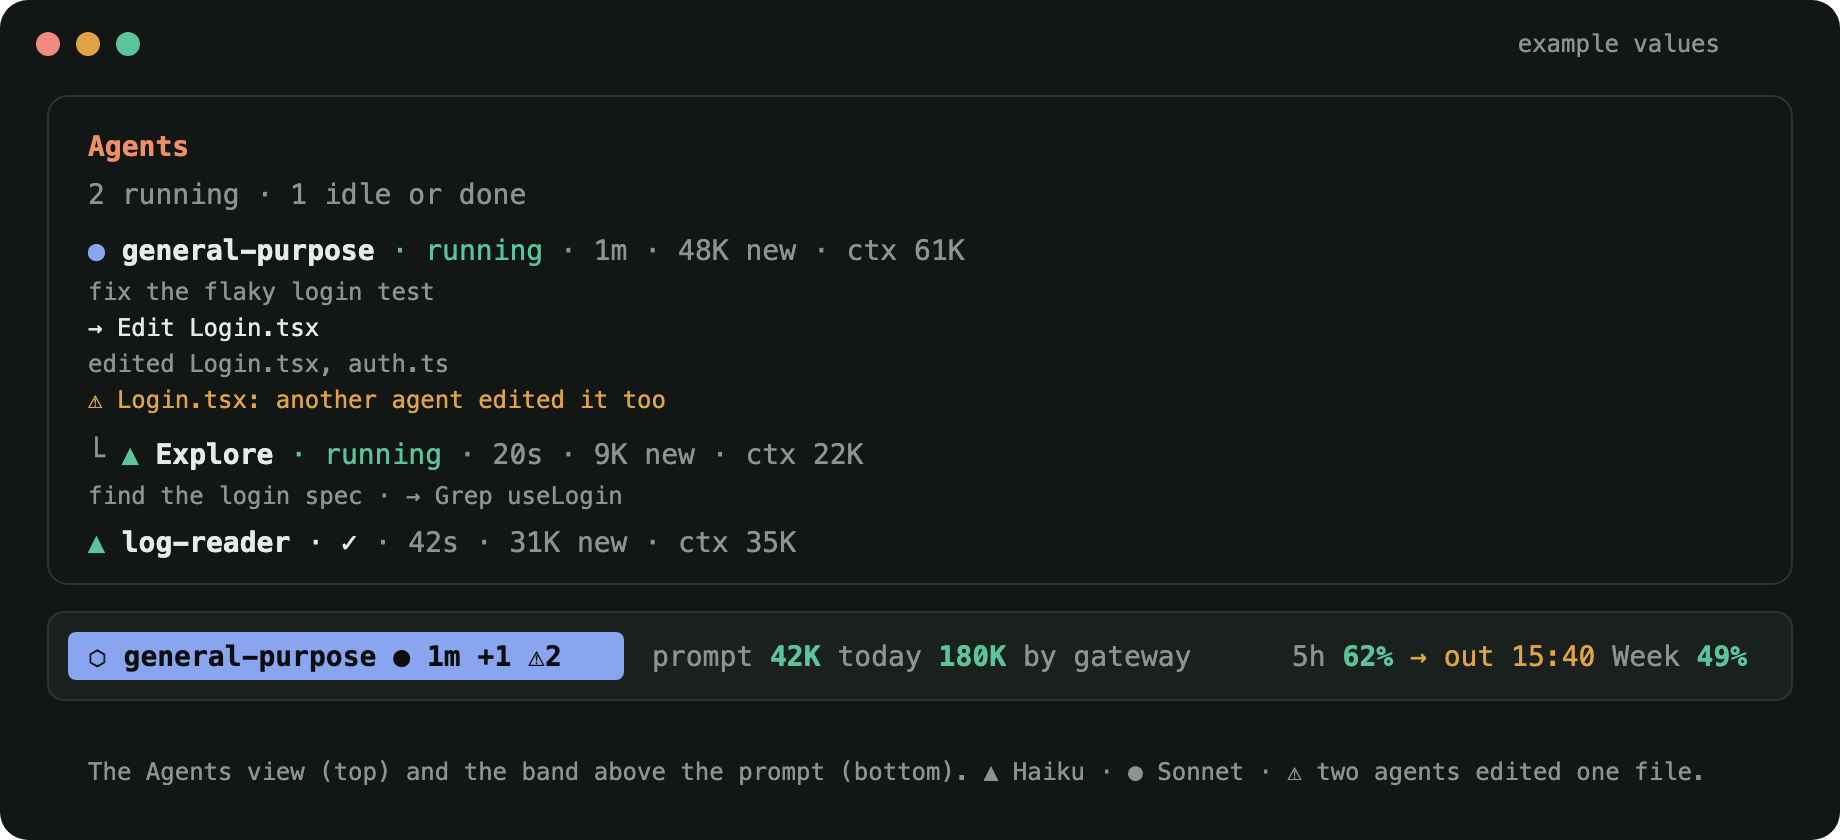 example values
Agents
2 running · 1 idle or done
● general-purpose · running · 1m · 48K new · ctx 61K
fix the flaky login test
→ Edit Login.tsx
edited Login.tsx, auth.ts
⚠ Login.tsx: another agent edited it too
└ ▲ Explore · running · 20s · 9K new · ctx 22K
find the login spec · → Grep useLogin
▲ log-reader · ✓ · 42s · 31K new · ctx 35K
⬡ general-purpose ● 1m +1 ⚠2 prompt 42K today 180K by gateway 5h 62% → out 15:40 Week 49%
The Agents view (top) and the band above the prompt (bottom). ▲ Haiku · ● Sonnet · ⚠ two agents edited one file.